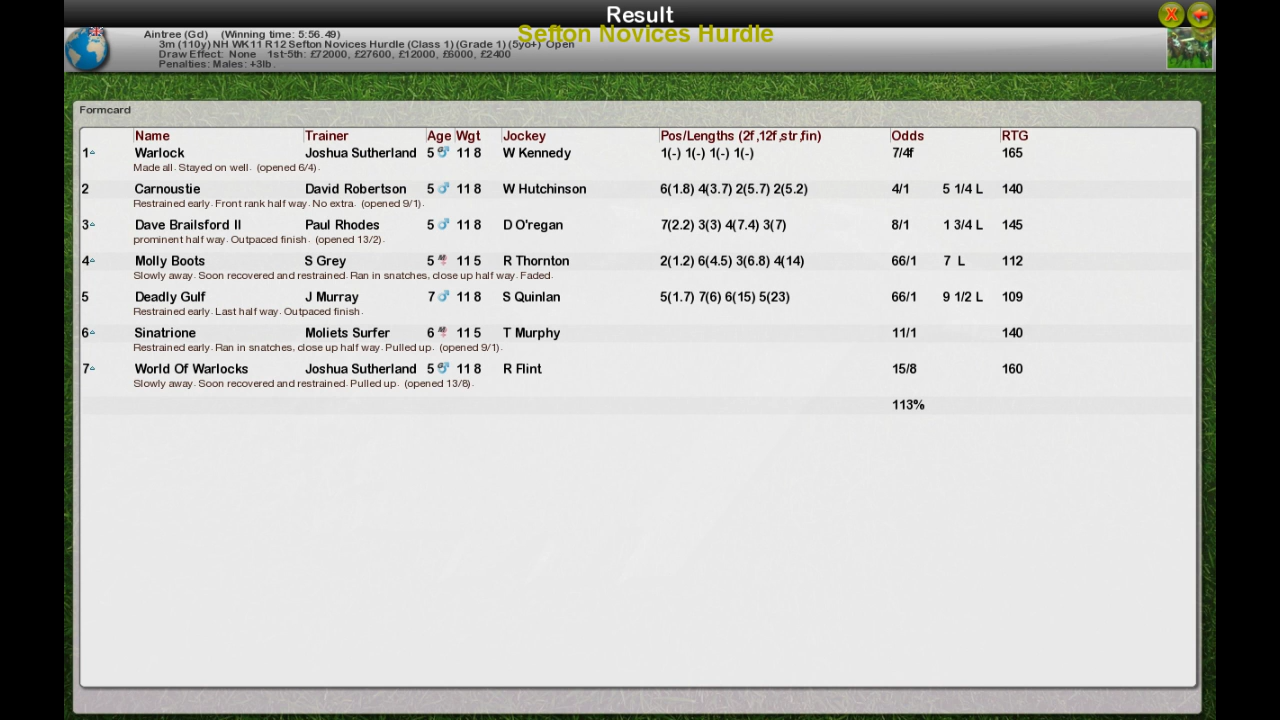 Result
Sefton Novices Hurdle
Aintree (Gd) (Winning time: 5:56.49)
3m (110y) NH WK11 R12 Sefton Novices Hurdle (Class 1) (Grade 1) (5yo+) Open
Draw Effect: None 1st-5th: £72000, £27600, £12000, £6000, £2400
Penalties: Males: +3lb.
Formcard
Name Trainer Age Wgt Jockey Pos/Lengths (2f,12f,str,fin) Odds RTG
1 Warlock Joshua Sutherland 5 11 8 W Kennedy 1(-) 1(-) 1(-) 1(-) 7/4f 165
Made all. Stayed on well. (opened 6/4).
2 Carnoustie David Robertson 5 11 8 W Hutchinson 6(1.8) 4(3.7) 2(5.7) 2(5.2) 4/1 5 1/4 L 140
Restrained early. Front rank half way. No extra. (opened 9/1).
3 Dave Brailsford II Paul Rhodes 5 11 8 D O'regan 7(2.2) 3(3) 4(7.4) 3(7) 8/1 1 3/4 L 145
prominent half way. Outpaced finish. (opened 13/2).
4 Molly Boots S Grey 5 11 5 R Thornton 2(1.2) 6(4.5) 3(6.8) 4(14) 66/1 7 L 112
Slowly away. Soon recovered and restrained. Ran in snatches, close up half way. Faded.
5 Deadly Gulf J Murray 7 11 8 S Quinlan 5(1.7) 7(6) 6(15) 5(23) 66/1 9 1/2 L 109
Restrained early. Last half way. Outpaced finish.
6 Sinatrione Moliets Surfer 6 11 5 T Murphy 11/1 140
Restrained early. Ran in snatches, close up half way. Pulled up. (opened 9/1).
7 World Of Warlocks Joshua Sutherland 5 11 8 R Flint 15/8 160
Slowly away. Soon recovered and restrained. Pulled up. (opened 13/8).
113%